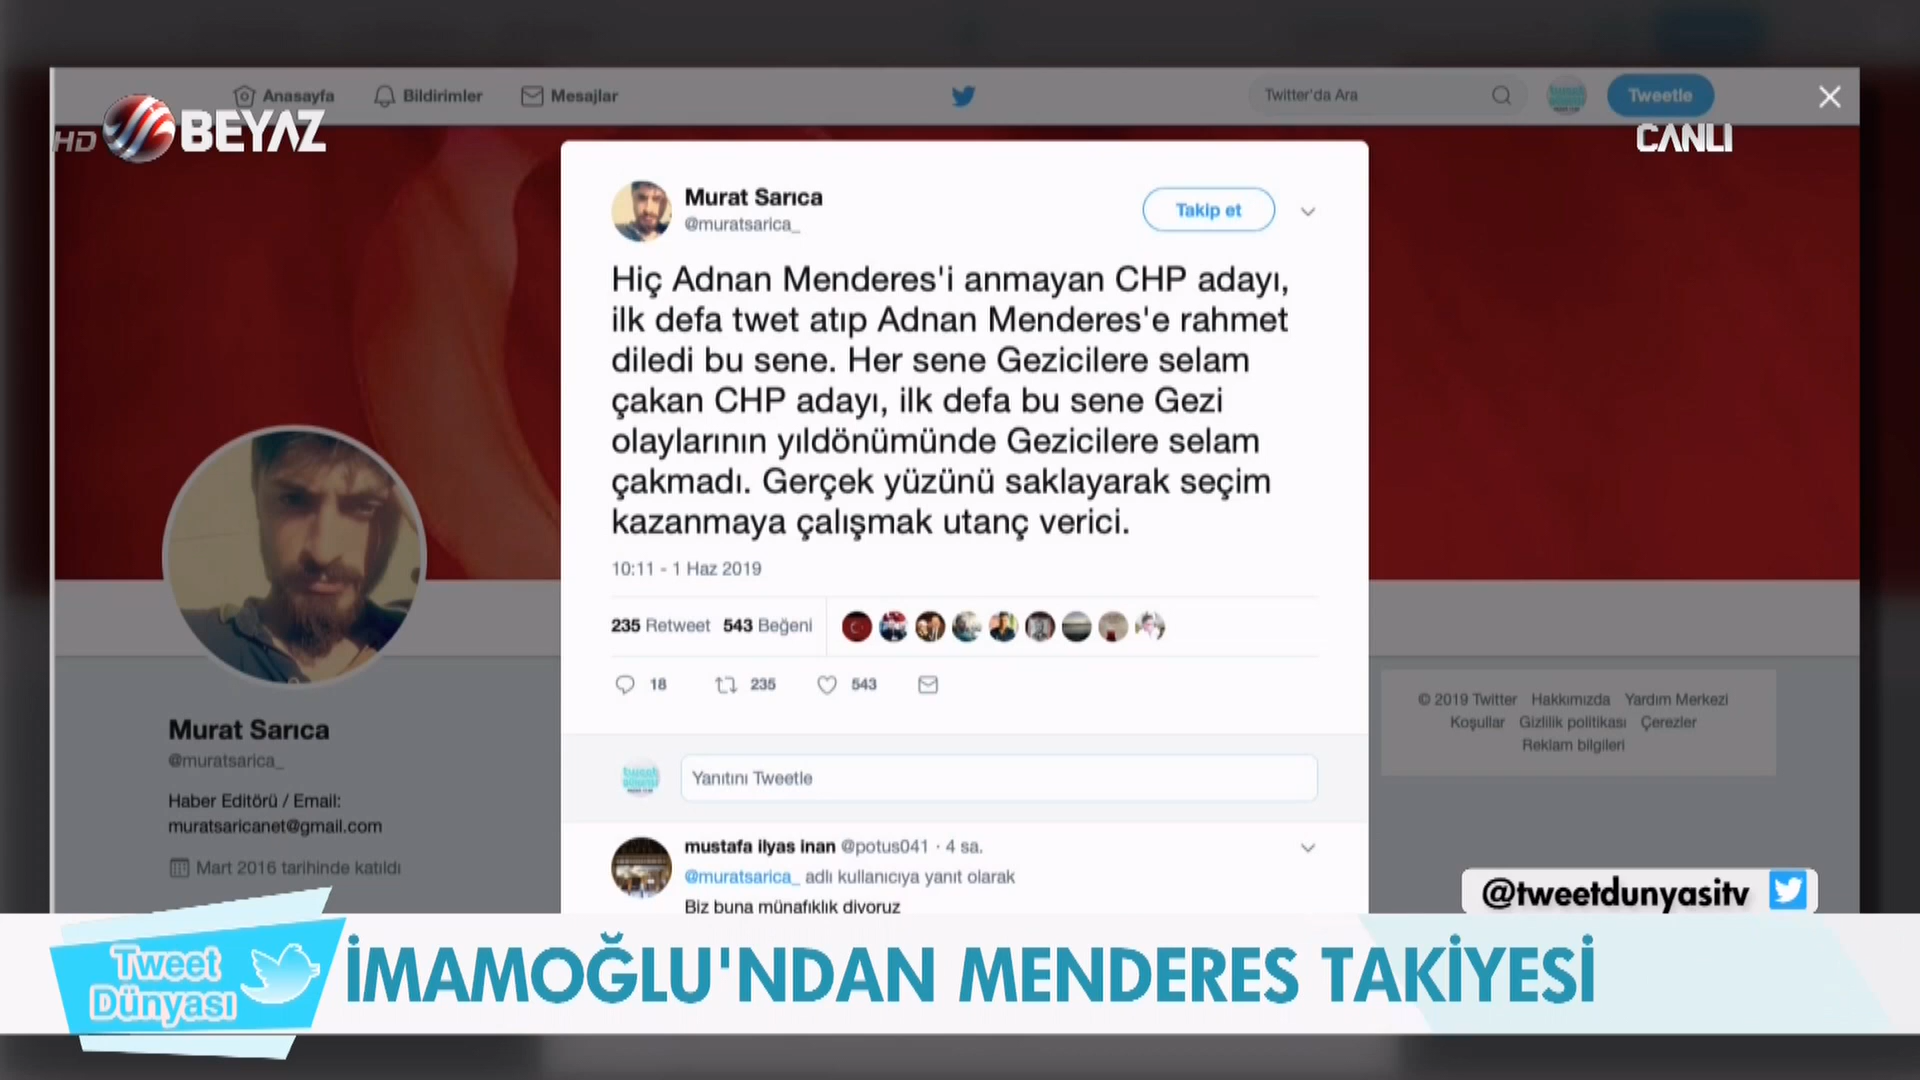 Anasayfa Bildirimler Mesajlar Twitter'da Ara Tweetle
HD BEYAZ
CANLI
Murat Sarıca
@muratsarica_
Takip et
Hiç Adnan Menderes'i anmayan CHP adayı,
ilk defa twet atıp Adnan Menderes'e rahmet
diledi bu sene. Her sene Gezicilere selam
çakan CHP adayı, ilk defa bu sene Gezi
olaylarının yıldönümünde Gezicilere selam
çakmadı. Gerçek yüzünü saklayarak seçim
kazanmaya çalışmak utanç verici.
10:11 - 1 Haz 2019
235 Retweet 543 Beğeni
18 235 543
Yanıtını Tweetle
mustafa ilyas inan @potus041 · 4 sa.
@muratsarica_ adlı kullanıcıya yanıt olarak
Biz buna münafıklık diyoruz
Murat Sarıca
@muratsarica_
Haber Editörü / Email:
muratsaricanet@gmail.com
Mart 2016 tarihinde katıldı
© 2019 Twitter Hakkımızda Yardım Merkezi
Koşullar Gizlilik politikası Çerezler
Reklam bilgileri
@tweetdunyasitv
Tweet
Dünyası
İMAMOĞLU'NDAN MENDERES TAKİYESİ